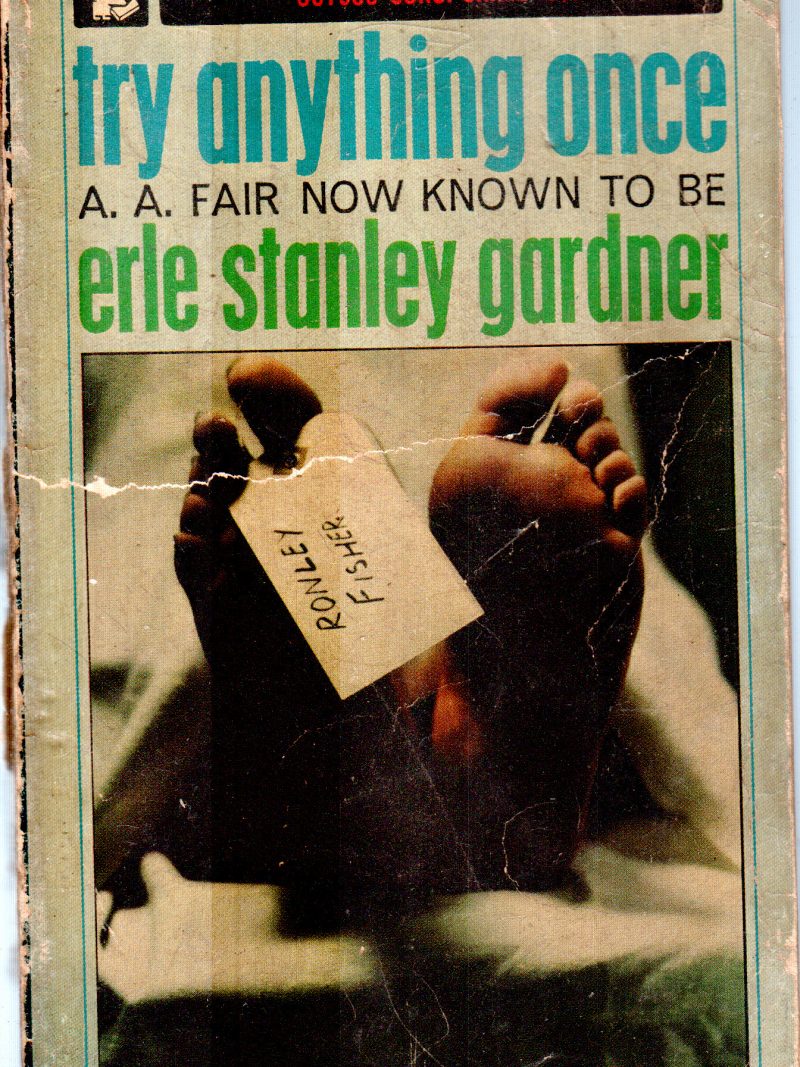 try anything once
A. A. FAIR NOW KNOWN TO BE
erle stanley gardner
RONLEY
FISHER.